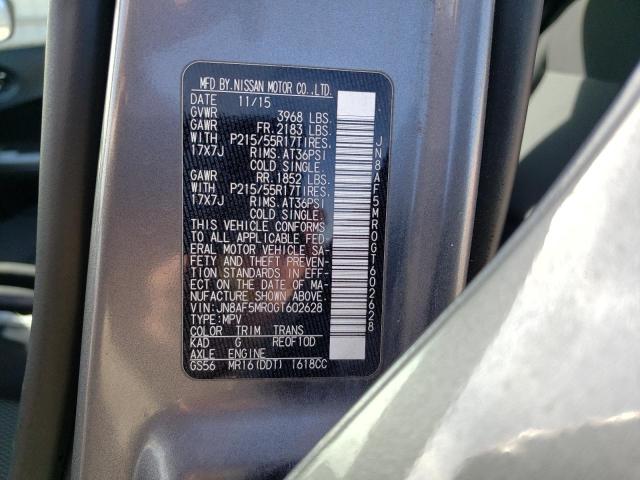 MFD BY.NISSAN MOTOR CO.,LTD.
DATE 11/15
GVWR 3968 LBS.
GAWR FR. 2183 LBS.
WITH P215/55R17TIRES.
17X7J RIMS. AT36PSI
COLD SINGLE.
GAWR RR. 1852 LBS.
WITH P215/55R17TIRES.
17X7J RIMS. AT36PSI
COLD SINGLE.
THIS VEHICLE CONFORMS
TO ALL APPLICABLE FED-
ERAL MOTOR VEHICLE SA-
FETY AND THEFT PREVEN-
TION STANDARDS IN EFF-
ECT ON THE DATE OF MA-
NUFACTURE SHOWN ABOVE.
VIN:JN8AF5MR0GT602628
TYPE:MPV
COLOR TRIM TRANS
KAD G RE0F10D
AXLE ENGINE
GS56 MR16(DDT) 1618CC
JN8AF5MR0GT602628